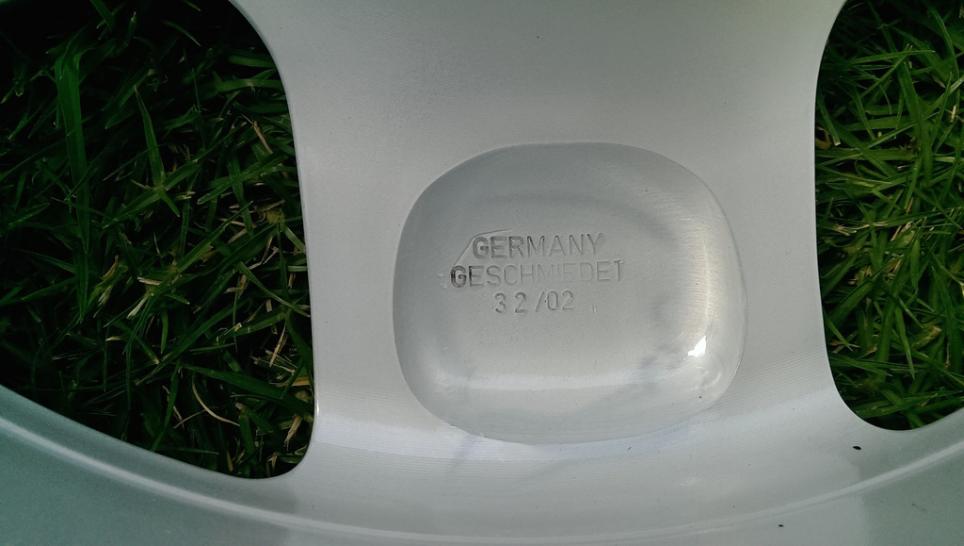 GERMANY
GESCHMIEDET
32/02